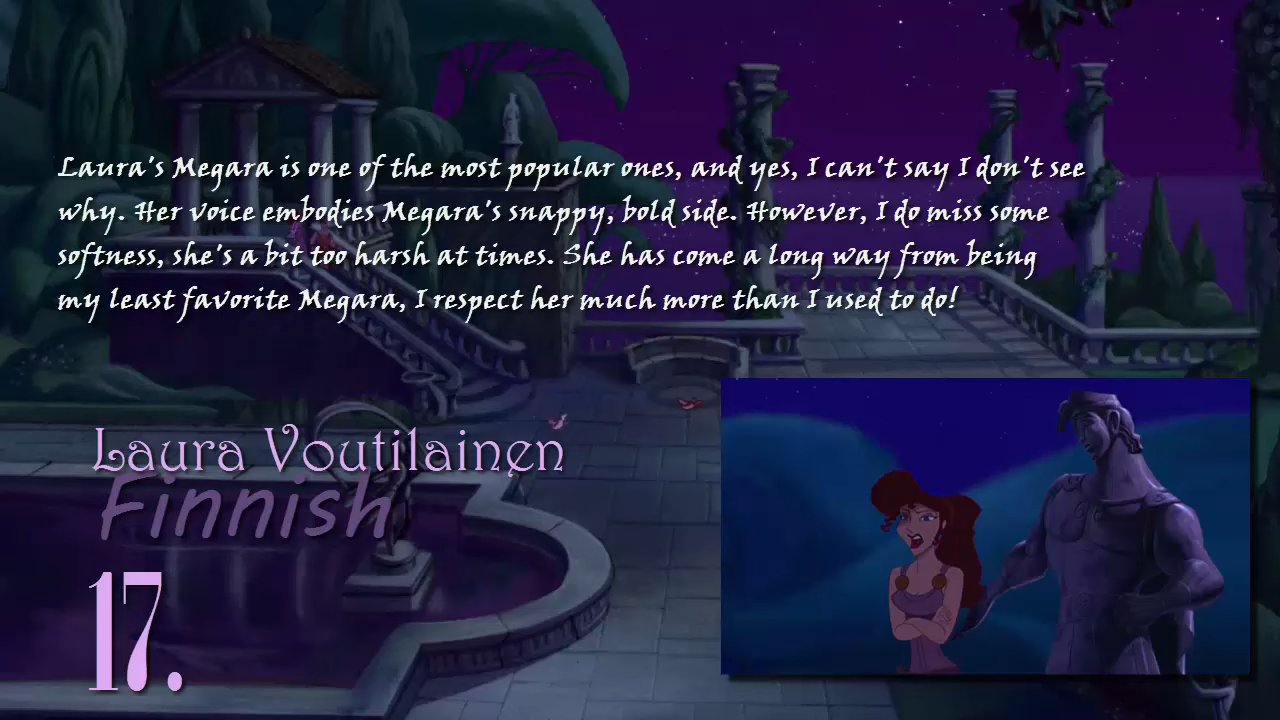 Laura's Megara is one of the most popular ones, and yes, I can't say I don't see
why. Her voice embodies Megara's snappy, bold side. However, I do miss some
softness, she's a bit too harsh at times. She has come a long way from being
my least favorite Megara, I respect her much more than I used to do!
Laura Voutilainen
Finnish
17.